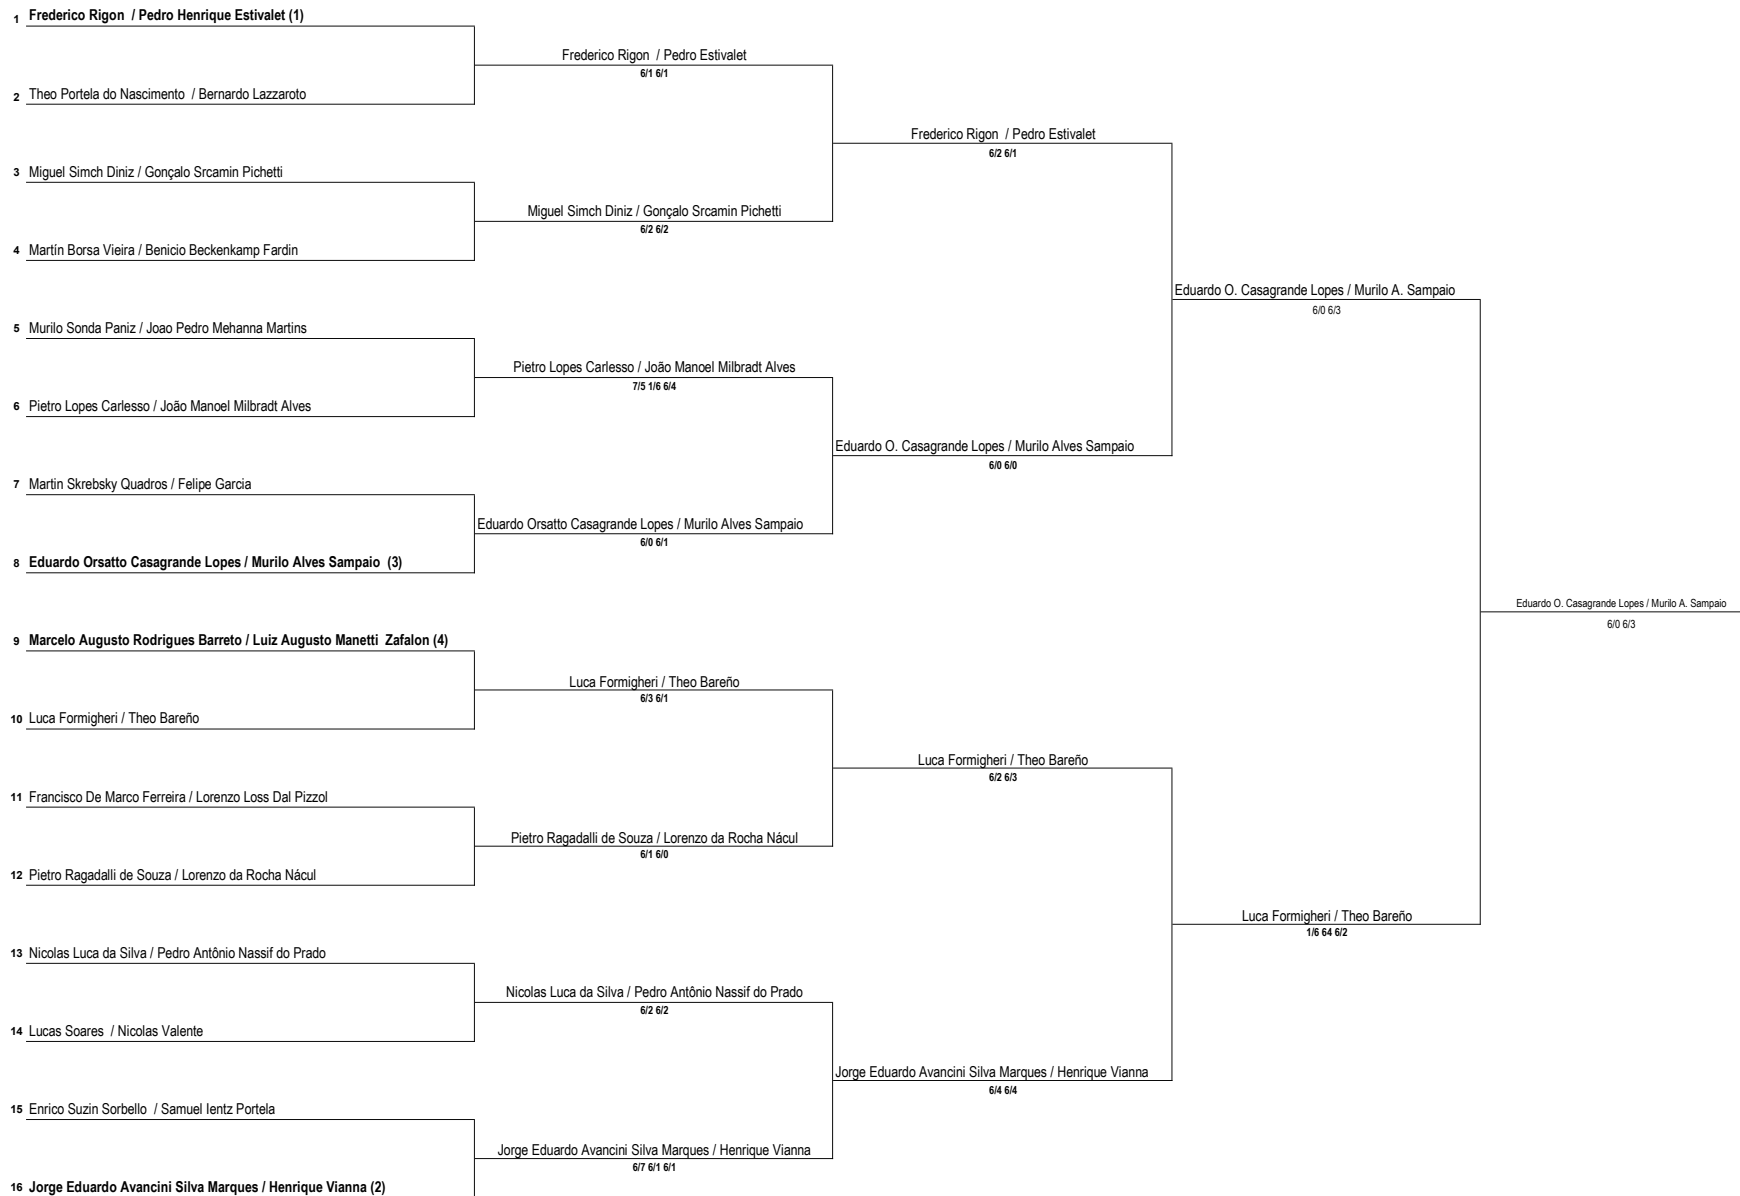 1 Frederico Rigon / Pedro Henrique Estivalet (1)
Frederico Rigon / Pedro Estivalet
6/1 6/1
2 Theo Portela do Nascimento / Bernardo Lazzaroto
Frederico Rigon / Pedro Estivalet
6/2 6/1
3 Miguel Simch Diniz / Gonçalo Srcamin Pichetti
Miguel Simch Diniz / Gonçalo Srcamin Pichetti
6/2 6/2
4 Martín Borsa Vieira / Benicio Beckenkamp Fardin
Eduardo O. Casagrande Lopes / Murilo A. Sampaio
6/0 6/3
5 Murilo Sonda Paniz / Joao Pedro Mehanna Martins
Pietro Lopes Carlesso / João Manoel Milbradt Alves
7/5 1/6 6/4
6 Pietro Lopes Carlesso / João Manoel Milbradt Alves
Eduardo O. Casagrande Lopes / Murilo Alves Sampaio
6/0 6/0
7 Martin Skrebsky Quadros / Felipe Garcia
Eduardo Orsatto Casagrande Lopes / Murilo Alves Sampaio
6/0 6/1
8 Eduardo Orsatto Casagrande Lopes / Murilo Alves Sampaio (3)
Eduardo O. Casagrande Lopes / Murilo A. Sampaio
6/0 6/3
9 Marcelo Augusto Rodrigues Barreto / Luiz Augusto Manetti Zafalon (4)
Luca Formigheri / Theo Bareño
6/3 6/1
10 Luca Formigheri / Theo Bareño
Luca Formigheri / Theo Bareño
6/2 6/3
11 Francisco De Marco Ferreira / Lorenzo Loss Dal Pizzol
Pietro Ragadalli de Souza / Lorenzo da Rocha Nácul
6/1 6/0
12 Pietro Ragadalli de Souza / Lorenzo da Rocha Nácul
Luca Formigheri / Theo Bareño
1/6 64 6/2
13 Nicolas Luca da Silva / Pedro Antônio Nassif do Prado
Nicolas Luca da Silva / Pedro Antônio Nassif do Prado
6/2 6/2
14 Lucas Soares / Nicolas Valente
Jorge Eduardo Avancini Silva Marques / Henrique Vianna
6/4 6/4
15 Enrico Suzin Sorbello / Samuel Ientz Portela
Jorge Eduardo Avancini Silva Marques / Henrique Vianna
6/7 6/1 6/1
16 Jorge Eduardo Avancini Silva Marques / Henrique Vianna (2)